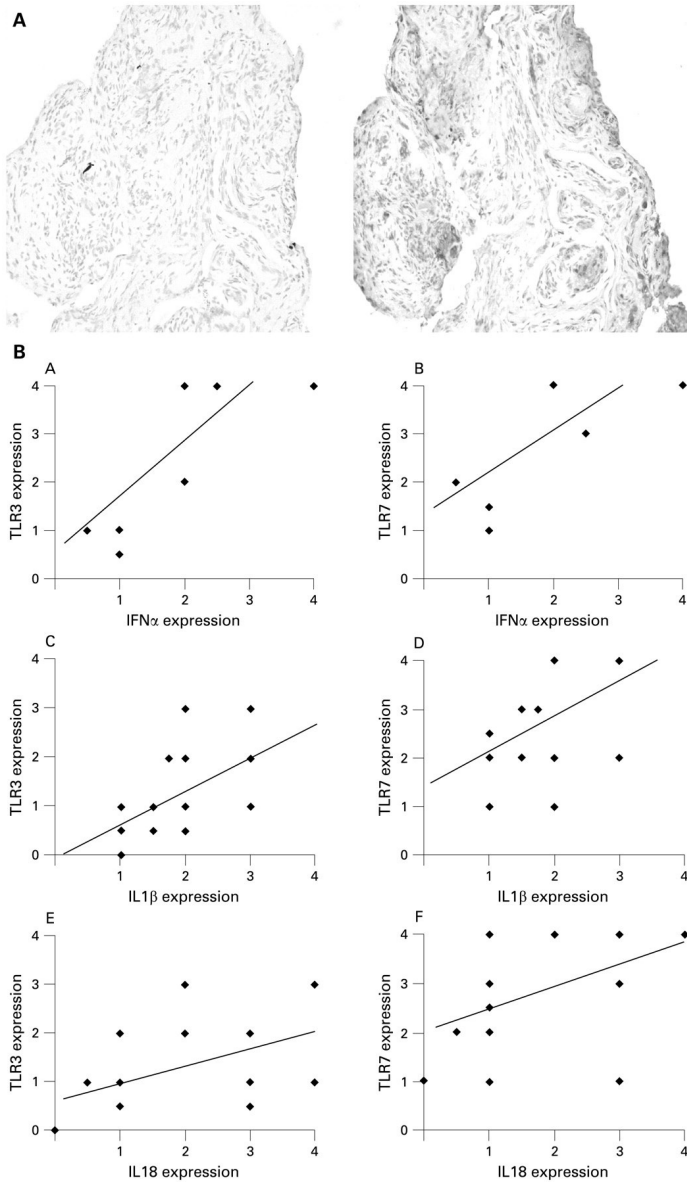 A
B
A
4
3
2
1
0
TLR3 expression
1 2 3 4
IFNα expression
B
4
3
2
1
0
TLR7 expression
1 2 3 4
IFNα expression
C
4
3
2
1
0
TLR3 expression
1 2 3 4
IL1β expression
D
4
3
2
1
0
TLR7 expression
1 2 3 4
IL1β expression
E
4
3
2
1
0
TLR3 expression
1 2 3 4
IL18 expression
F
4
3
2
1
0
TLR7 expression
1 2 3 4
IL18 expression